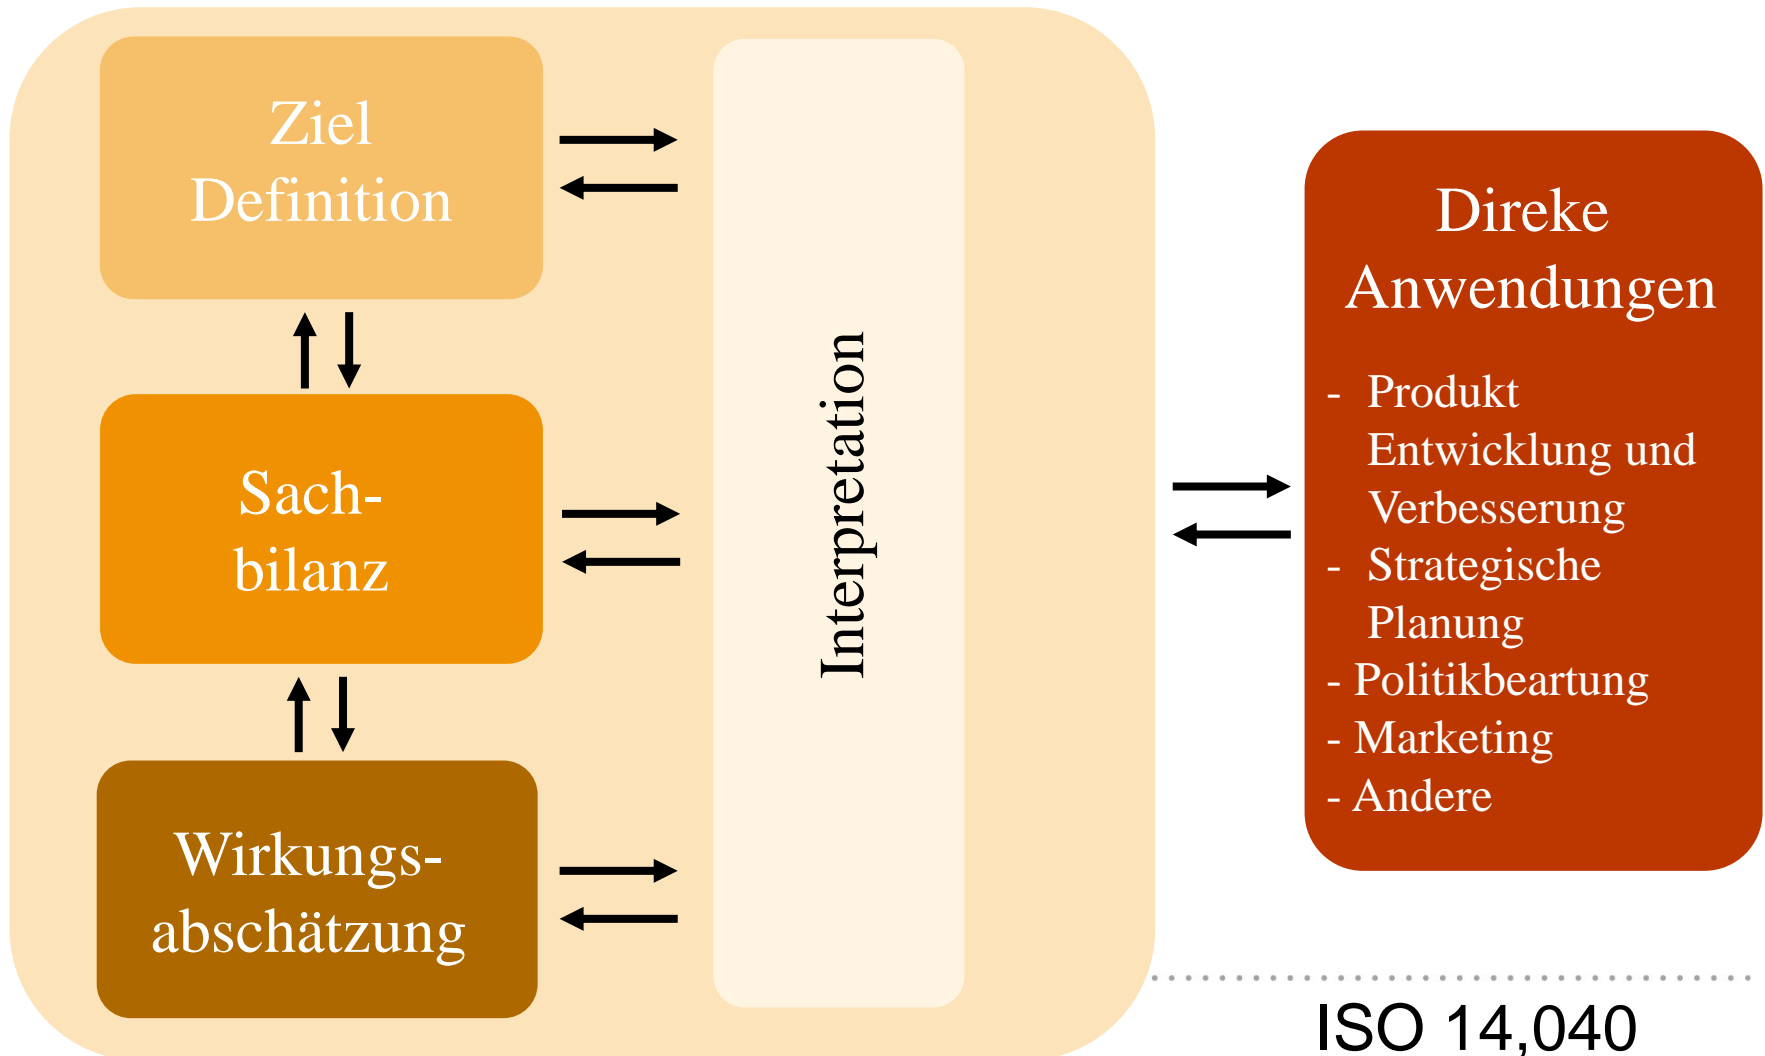 Ziel
Definition
Sach-
bilanz
Wirkungs-
abschätzung
Interpretation
Direke
Anwendungen
- Produkt
Entwicklung und
Verbesserung
- Strategische
Planung
- Politikbeartung
- Marketing
- Andere
ISO 14,040